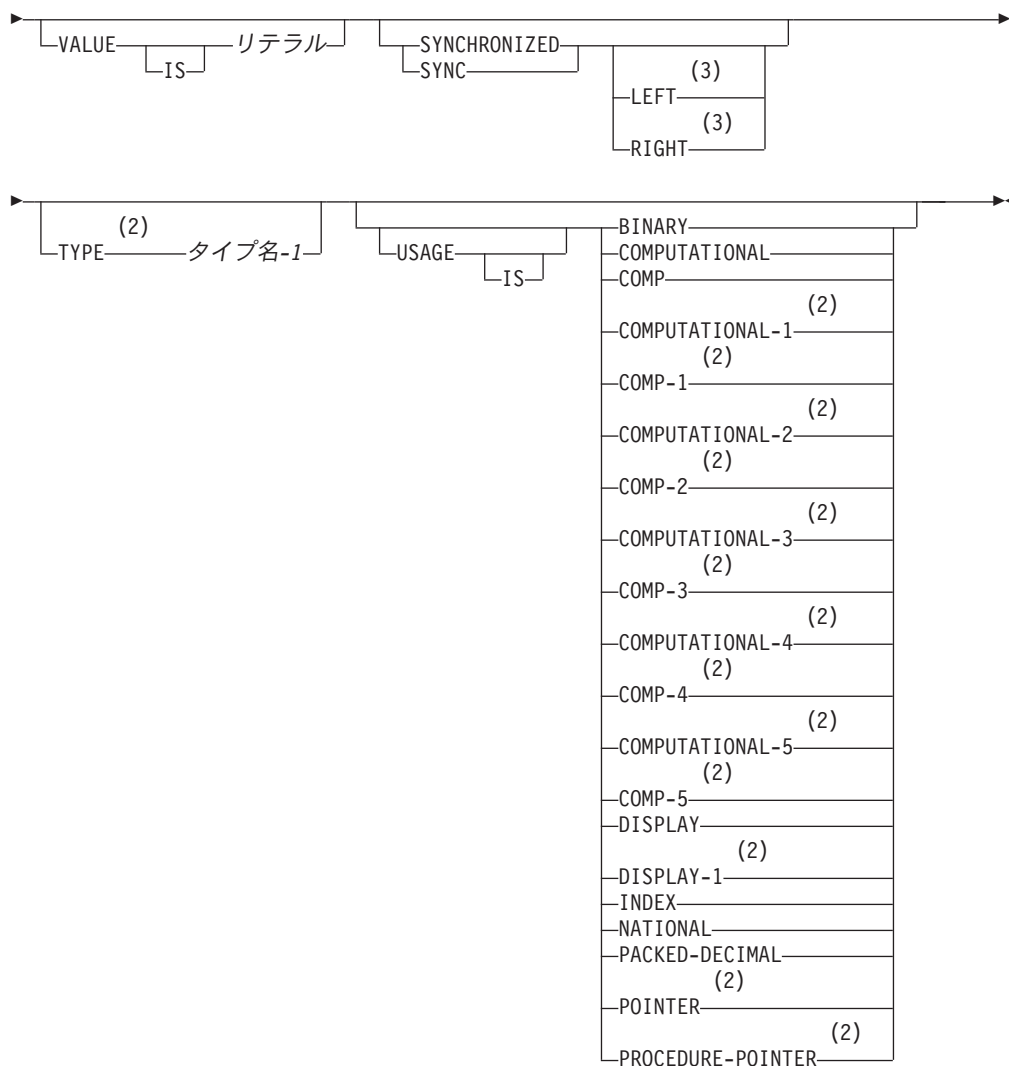 VALUE IS リテラル SYNCHRONIZED
SYNC
LEFT (3)
RIGHT (3)
TYPE (2) タイプ名-1 USAGE IS BINARY
COMPUTATIONAL
COMP
(2)
COMPUTATIONAL-1
(2)
COMP-1
(2)
COMPUTATIONAL-2
(2)
COMP-2
(2)
COMPUTATIONAL-3
(2)
COMP-3
(2)
COMPUTATIONAL-4
(2)
COMP-4
(2)
COMPUTATIONAL-5
(2)
COMP-5
DISPLAY
(2)
DISPLAY-1
INDEX
NATIONAL
PACKED-DECIMAL
(2)
POINTER
(2)
PROCEDURE-POINTER